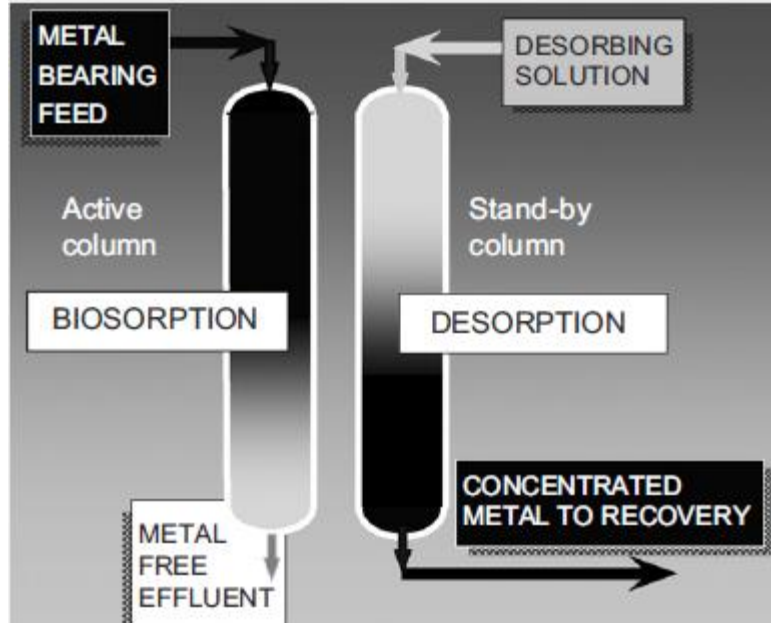 METAL
BEARING
FEED
DESORBING
SOLUTION
Active
column
Stand-by
column
BIOSORPTION
DESORPTION
METAL
FREE
EFFLUENT
CONCENTRATED
METAL TO RECOVERY